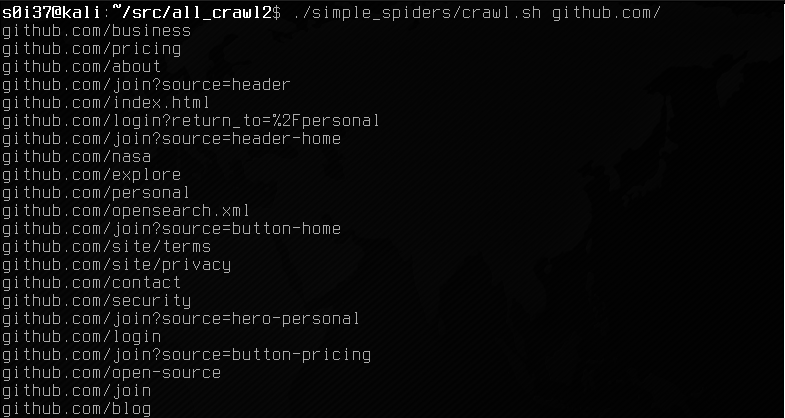 s0i37@kali:~/src/all_crawl2$ ./simple_spiders/crawl.sh github.com/
github.com/business
github.com/pricing
github.com/about
github.com/join?source=header
github.com/index.html
github.com/login?return_to=%2Fpersonal
github.com/join?source=header-home
github.com/nasa
github.com/explore
github.com/personal
github.com/opensearch.xml
github.com/join?source=button-home
github.com/site/terms
github.com/site/privacy
github.com/contact
github.com/security
github.com/join?source=hero-personal
github.com/login
github.com/join?source=button-pricing
github.com/open-source
github.com/join
github.com/blog